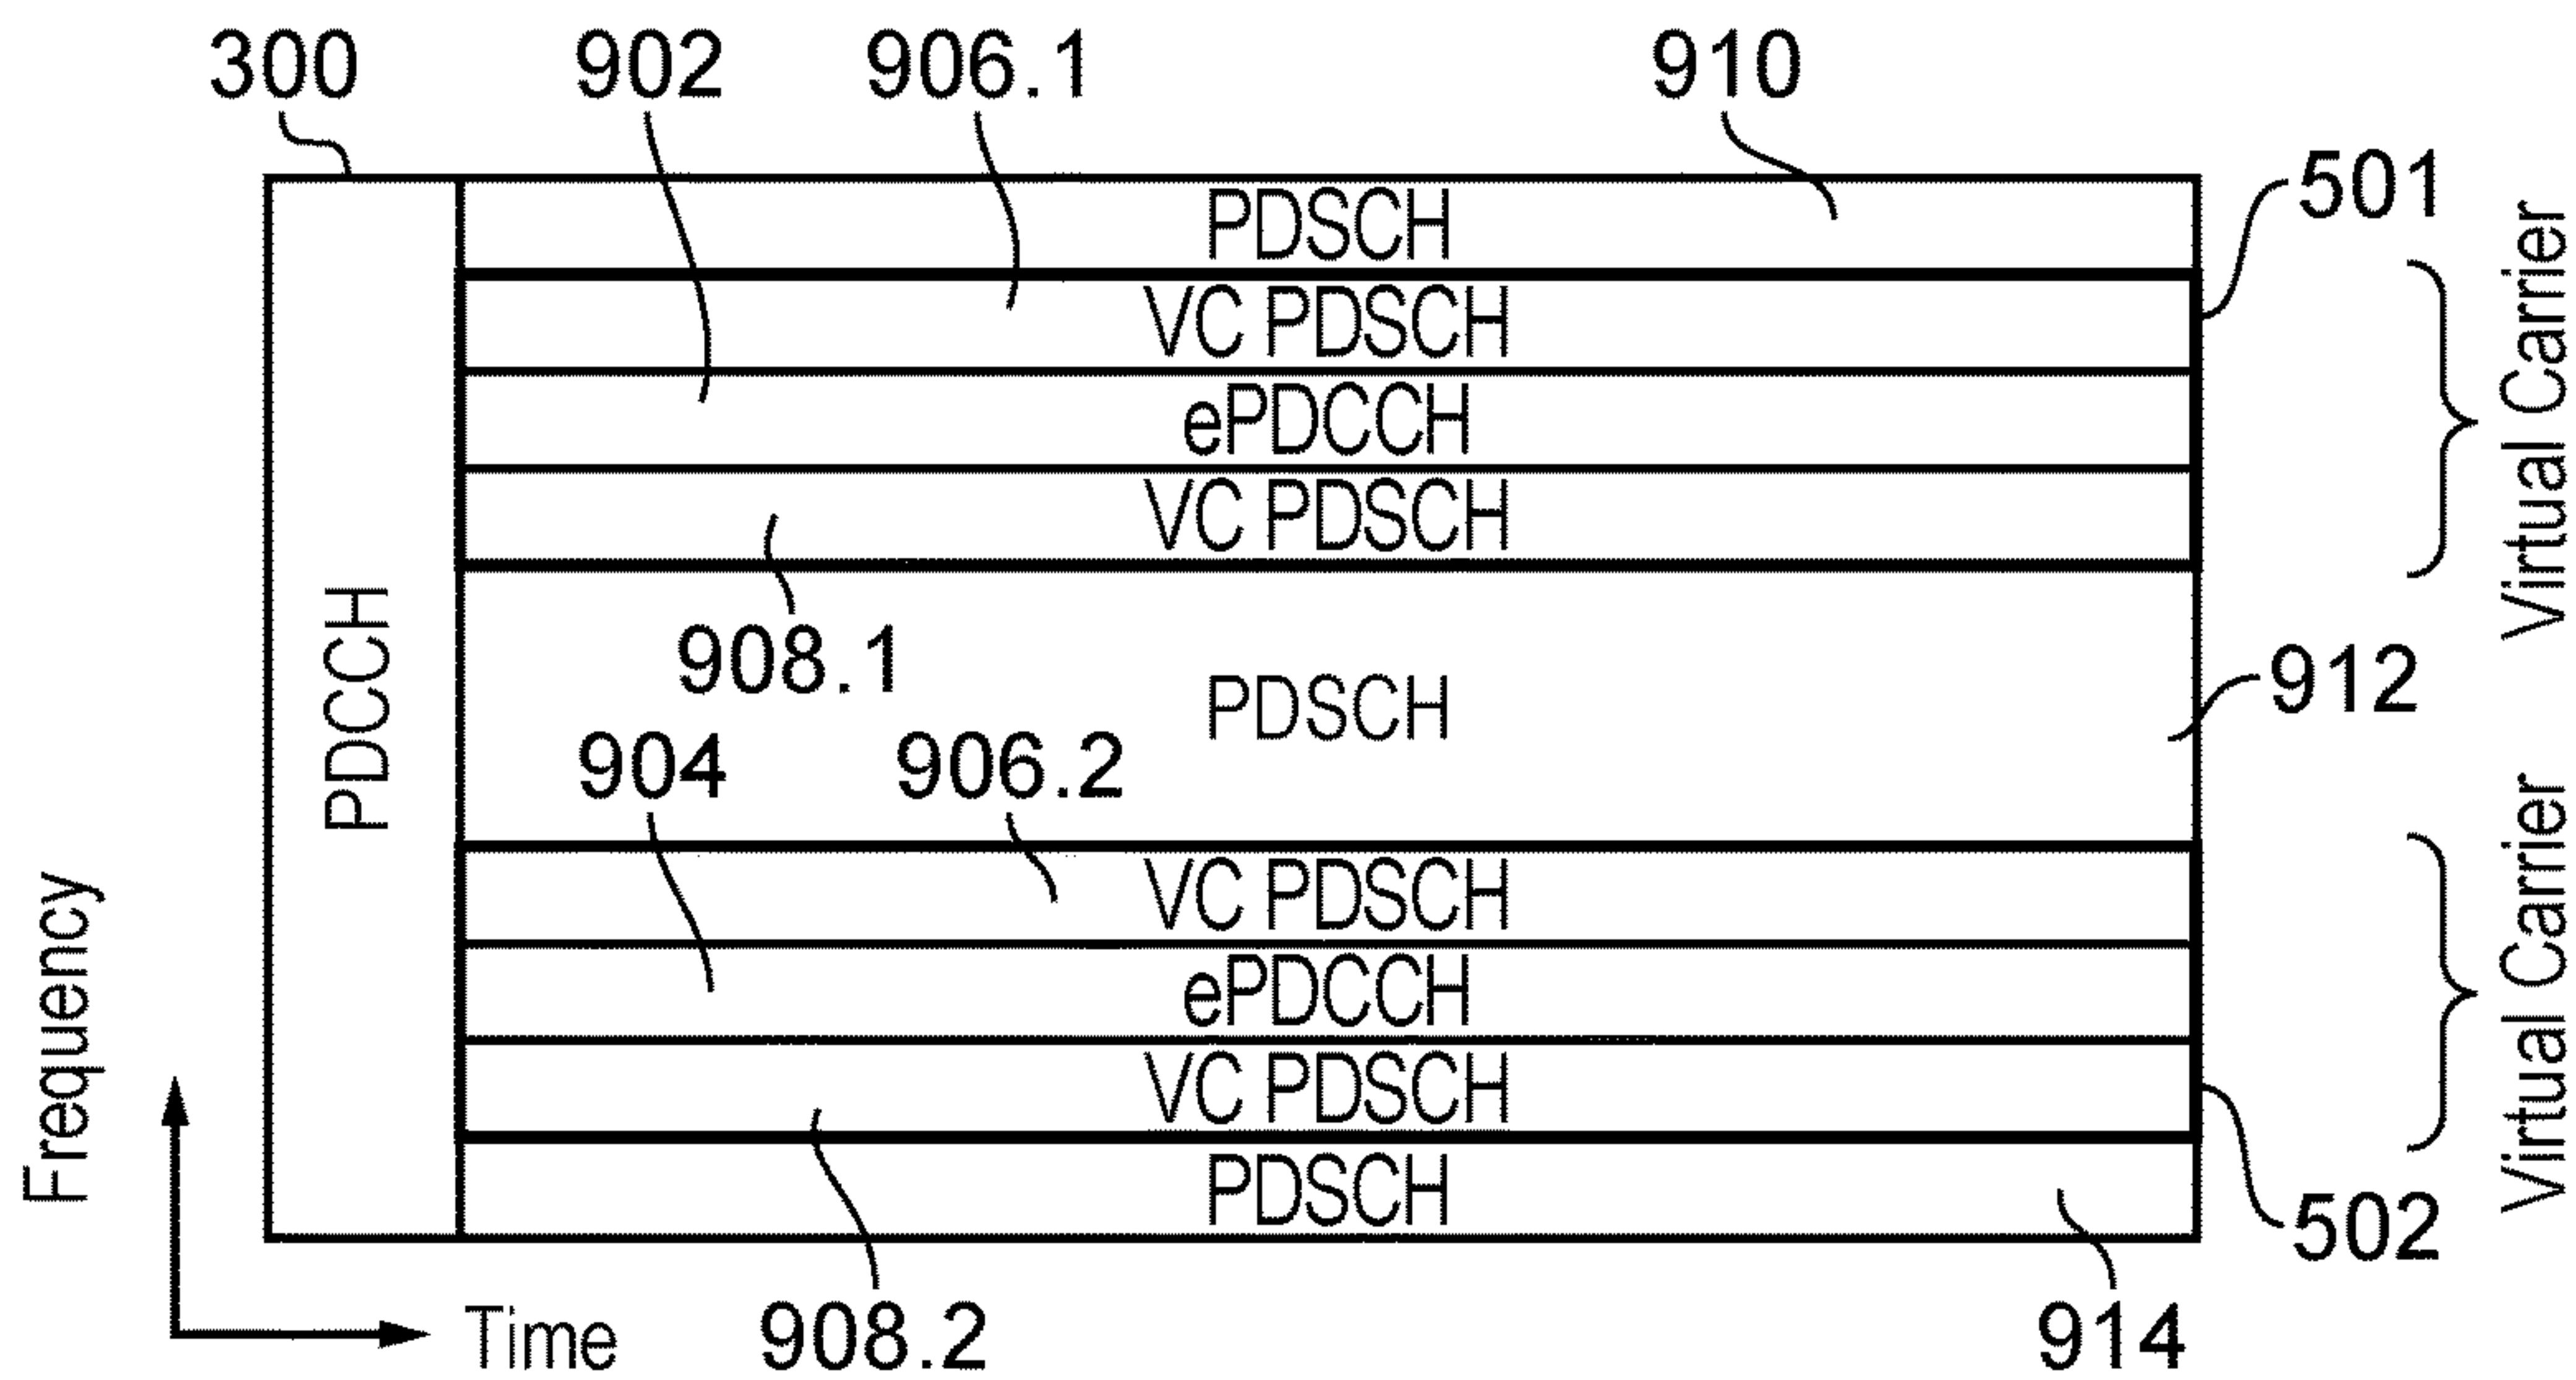 300
902
906.1
910
501
PDSCH
VC PDSCH
ePDCCH
VC PDSCH
Virtual Carrier
908.1
PDCCH
PDSCH
912
904
906.2
VC PDSCH
ePDCCH
VC PDSCH
Virtual Carrier
PDSCH
502
Frequency
Time
908.2
914